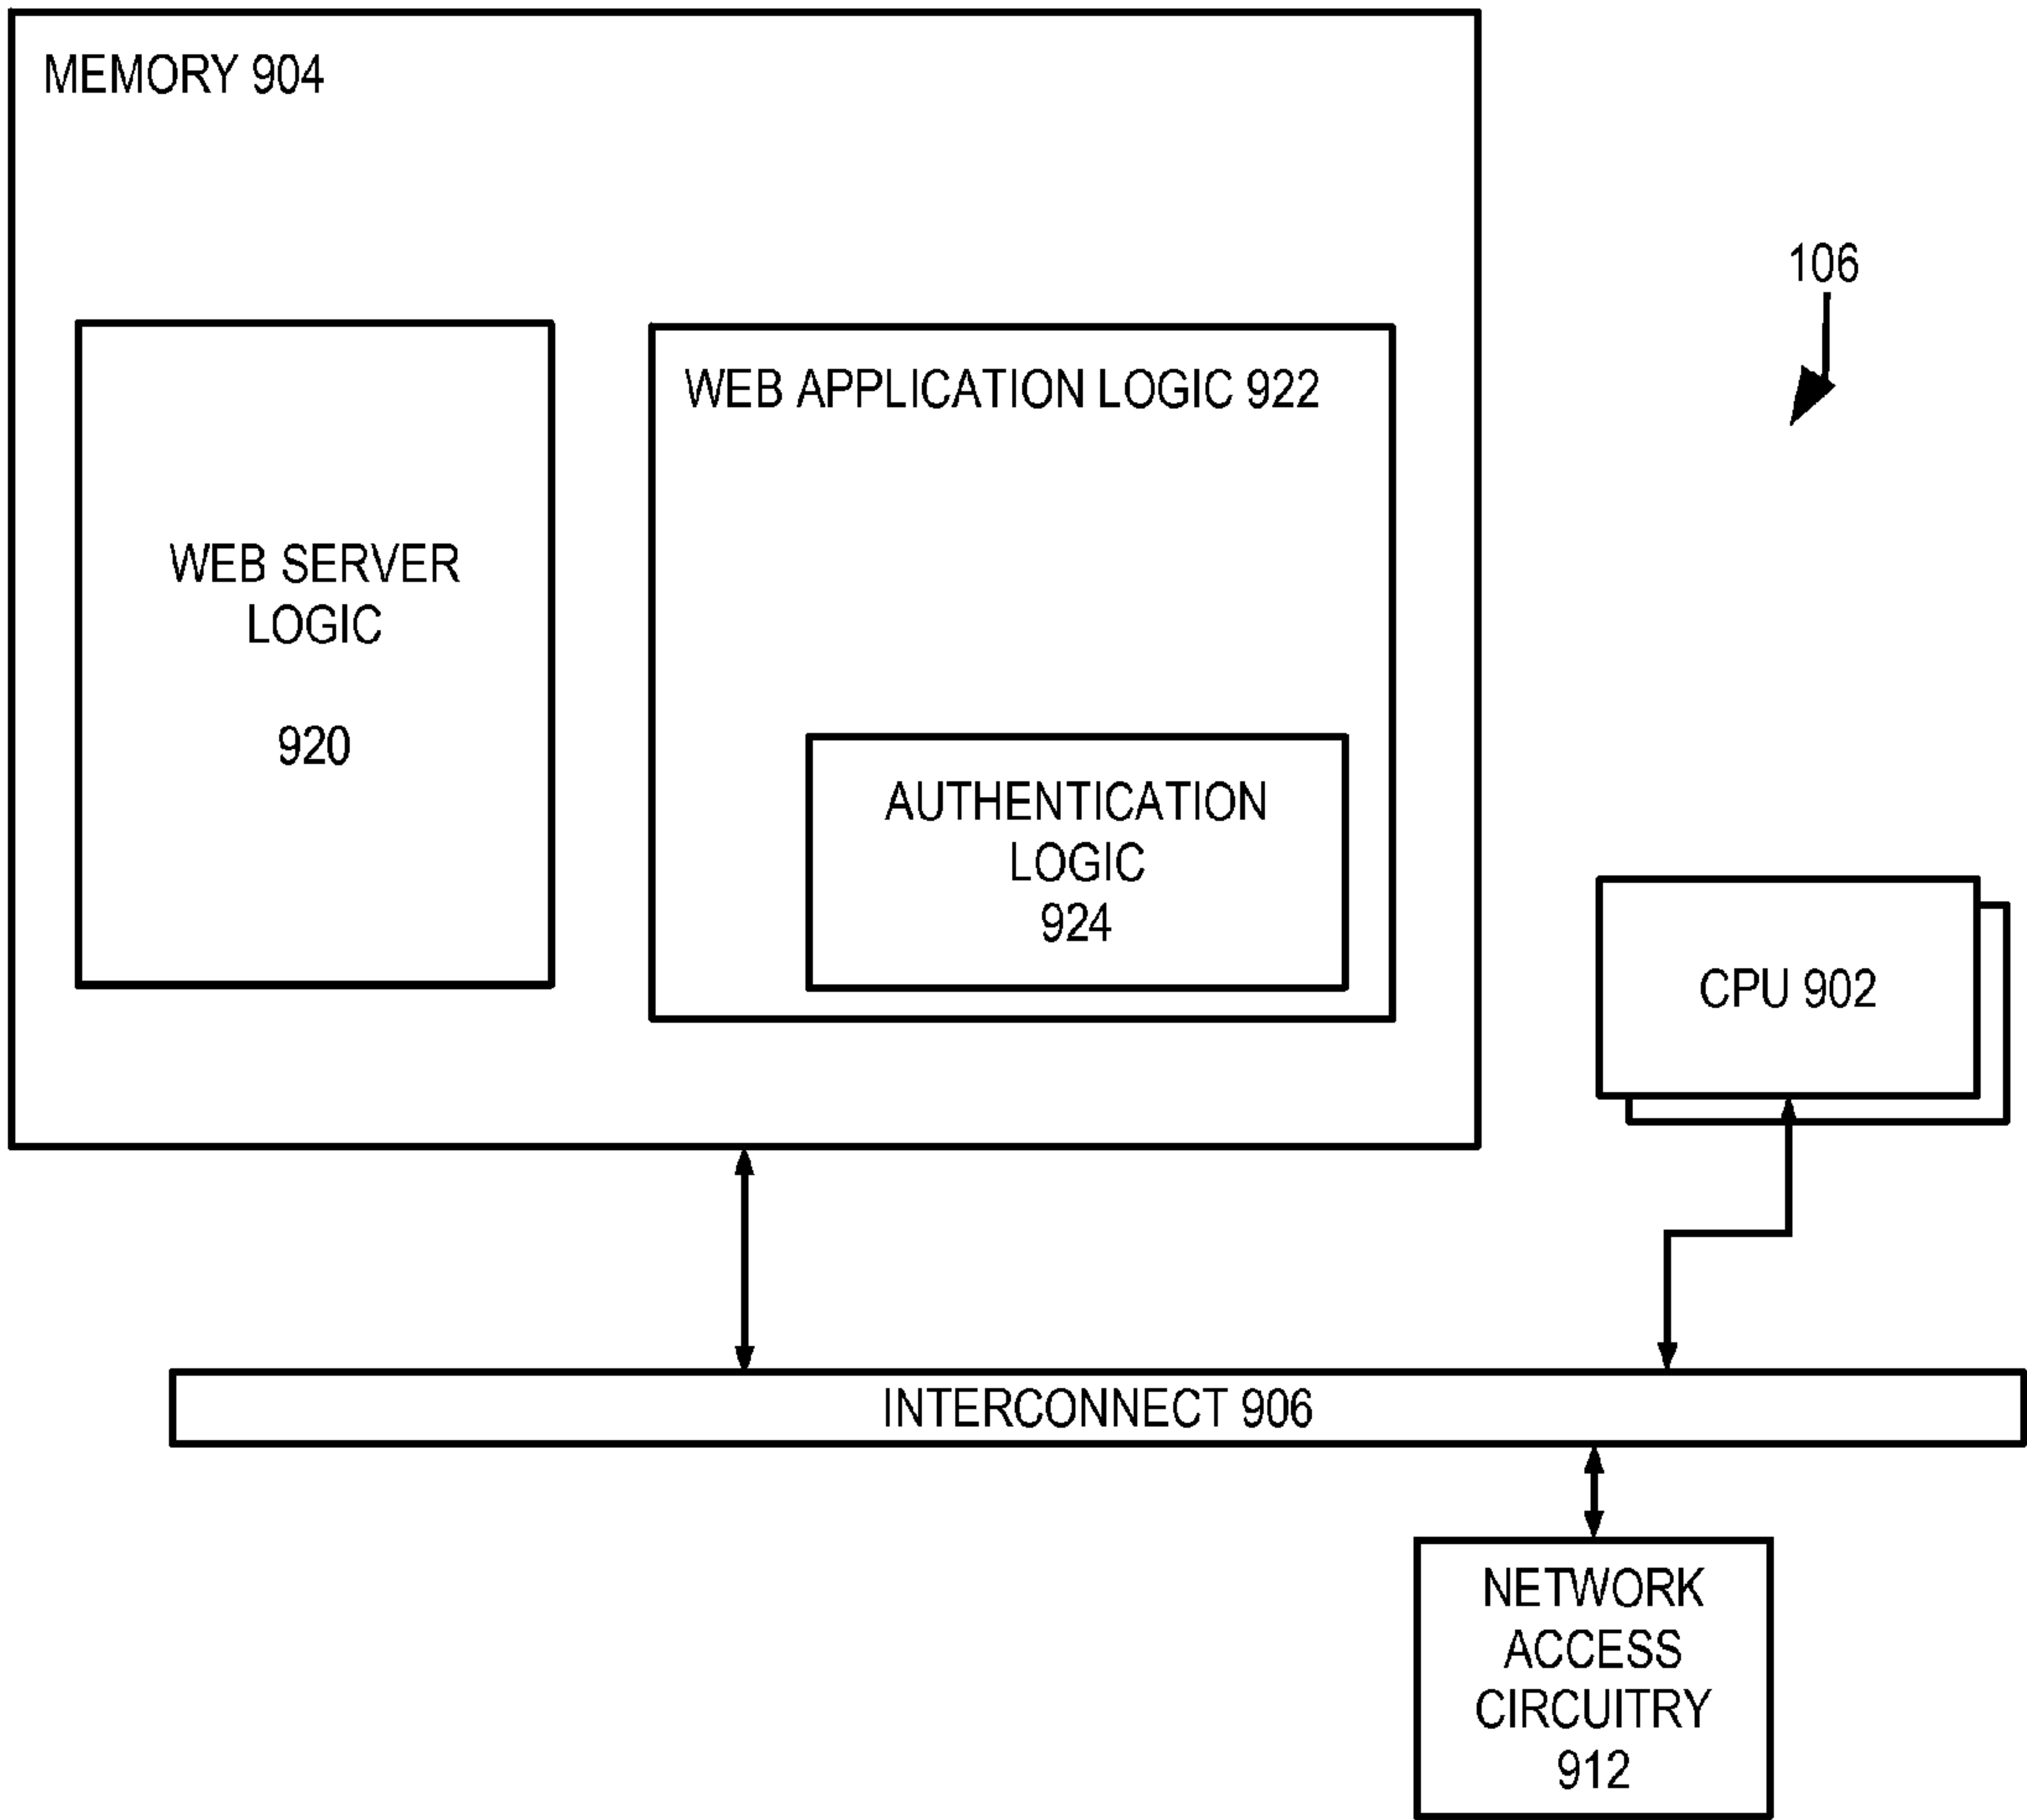 MEMORY 904
106
WEB SERVER
LOGIC
920
WEB APPLICATION LOGIC 922
AUTHENTICATION
LOGIC
924
CPU 902
INTERCONNECT 906
NETWORK
ACCESS
CIRCUITRY
912